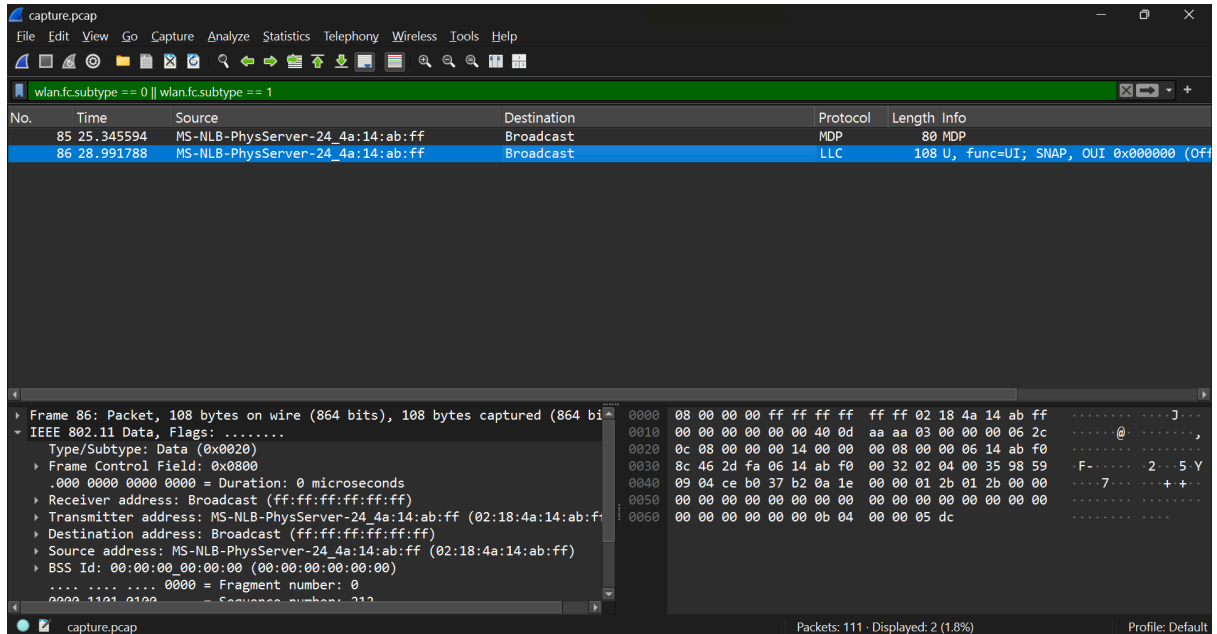 capture.pcap
File Edit View Go Capture Analyze Statistics Telephony Wireless Tools Help
wlan.fc.subtype == 0 || wlan.fc.subtype == 1
No. Time Source Destination Protocol Length Info
85 25.345594 MS-NLB-PhysServer-24_4a:14:ab:ff Broadcast MDP 80 MDP
86 28.991788 MS-NLB-PhysServer-24_4a:14:ab:ff Broadcast LLC 108 U, func=UI; SNAP, OUI 0x000000 (Off
Frame 86: Packet, 108 bytes on wire (864 bits), 108 bytes captured (864 bi
IEEE 802.11 Data, Flags: ........
Type/Subtype: Data (0x0020)
Frame Control Field: 0x0800
.000 0000 0000 0000 = Duration: 0 microseconds
Receiver address: Broadcast (ff:ff:ff:ff:ff:ff)
Transmitter address: MS-NLB-PhysServer-24_4a:14:ab:ff (02:18:4a:14:ab:f
Destination address: Broadcast (ff:ff:ff:ff:ff:ff)
Source address: MS-NLB-PhysServer-24_4a:14:ab:ff (02:18:4a:14:ab:ff)
BSS Id: 00:00:00_00:00:00 (00:00:00:00:00:00)
.... .... .... 0000 = Fragment number: 0
0000 1101 0100 .... = Sequence number: 212
0000 08 00 00 00 ff ff ff ff ff ff 02 18 4a 14 ab ff ········ ····J···
0010 00 00 00 00 00 00 40 0d aa aa 03 00 00 00 06 2c ······@· ·······,
0020 0c 08 00 00 00 14 00 00 00 08 00 00 06 14 ab f0 ········ ········
0030 8c 46 2d fa 06 14 ab f0 00 32 02 04 00 35 98 59 ·F-····· ·2···5·Y
0040 09 04 ce b0 37 b2 0a 1e 00 00 01 2b 01 2b 00 00 ····7··· ···+·+··
0050 00 00 00 00 00 00 00 00 00 00 00 00 00 00 00 00 ········ ········
0060 00 00 00 00 00 00 0b 04 00 00 05 dc ········ ····
capture.pcap Packets: 111 · Displayed: 2 (1.8%) Profile: Default